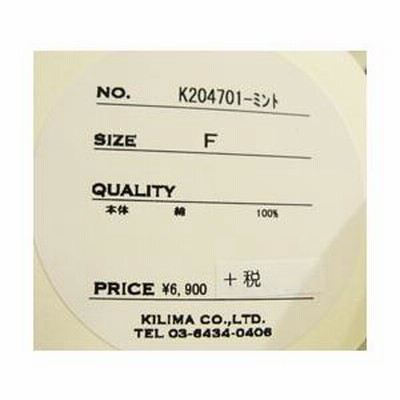 NO. K204701-ミント
SIZE F
QUALITY
本体 綿 100%
PRICE ¥6,900 +税
KILIMA CO.,LTD.
TEL 03-6434-0406